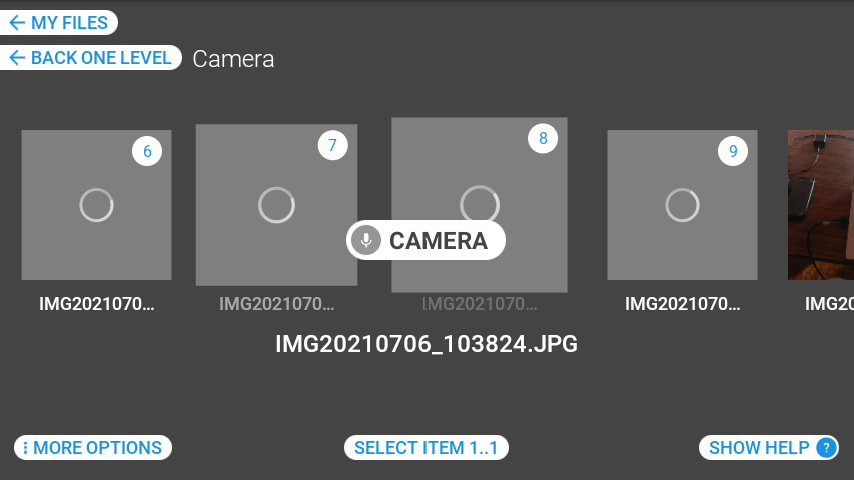 MY FILES
BACK ONE LEVEL Camera
6 7 8 9
CAMERA
IMG2021070... IMG2021070... IMG2021070... IMG2021070... IMG20
IMG20210706_103824.JPG
MORE OPTIONS SELECT ITEM 1..1 SHOW HELP ?